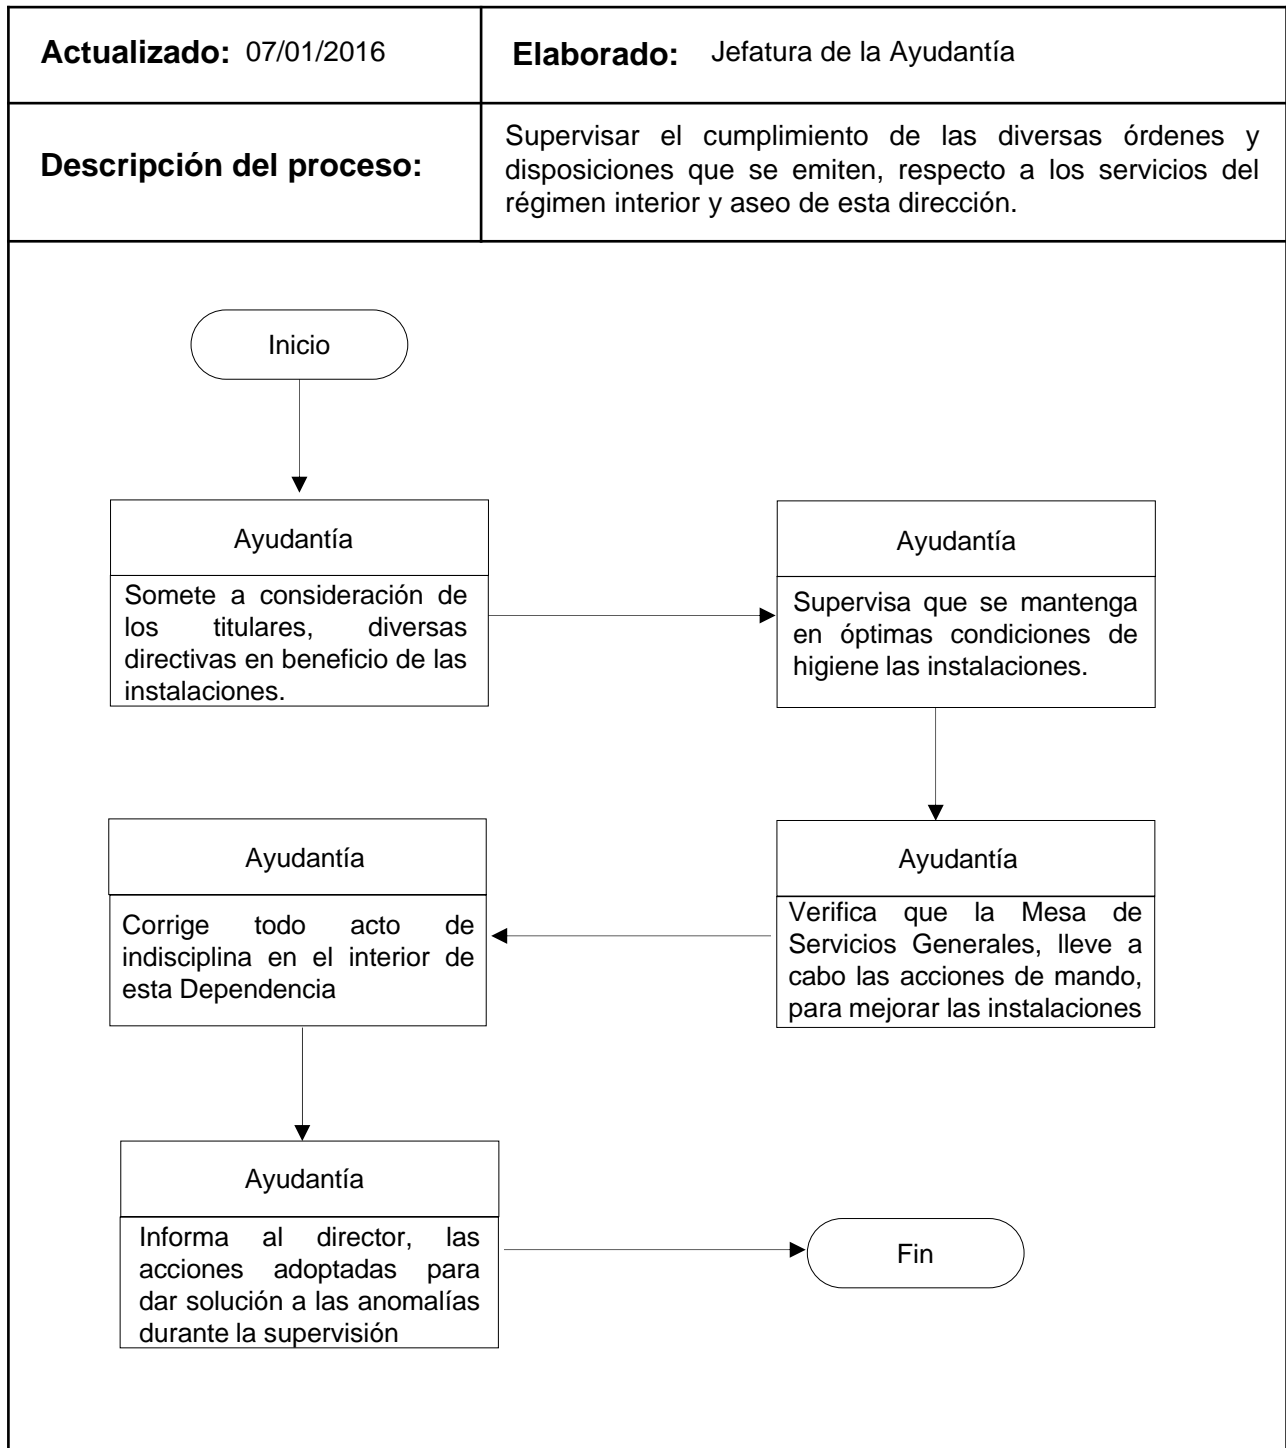 Actualizado: 07/01/2016
Elaborado: Jefatura de la Ayudantía
Descripción del proceso:
Supervisar el cumplimiento de las diversas órdenes y
disposiciones que se emiten, respecto a los servicios del
régimen interior y aseo de esta dirección.
Inicio
Ayudantía
Somete a consideración de
los titulares, diversas
directivas en beneficio de las
instalaciones.
Ayudantía
Supervisa que se mantenga
en óptimas condiciones de
higiene las instalaciones.
Ayudantía
Verifica que la Mesa de
Servicios Generales, lleve a
cabo las acciones de mando,
para mejorar las instalaciones
Ayudantía
Corrige todo acto de
indisciplina en el interior de
esta Dependencia
Ayudantía
Informa al director, las
acciones adoptadas para
dar solución a las anomalías
durante la supervisión
Fin